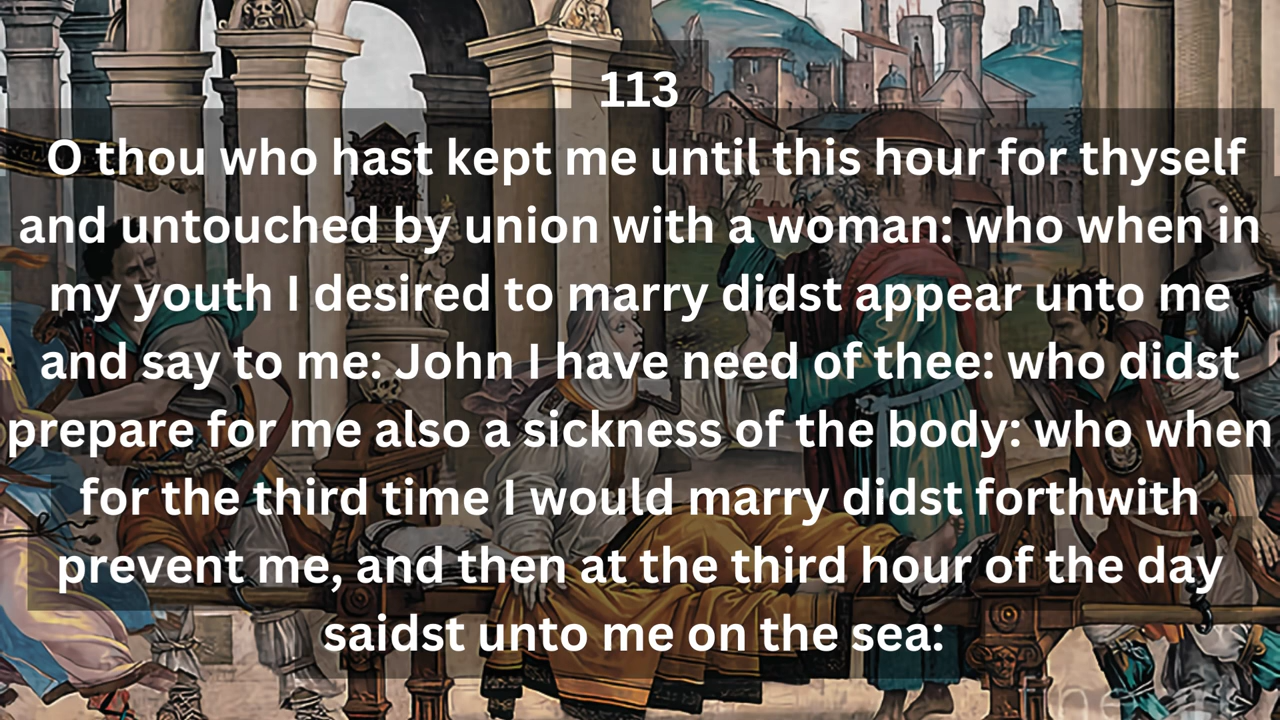 113
O thou who hast kept me until this hour for thyself
and untouched by union with a woman: who when in
my youth I desired to marry didst appear unto me
and say to me: John I have need of thee: who didst
prepare for me also a sickness of the body: who when
for the third time I would marry didst forthwith
prevent me, and then at the third hour of the day
saidst unto me on the sea: